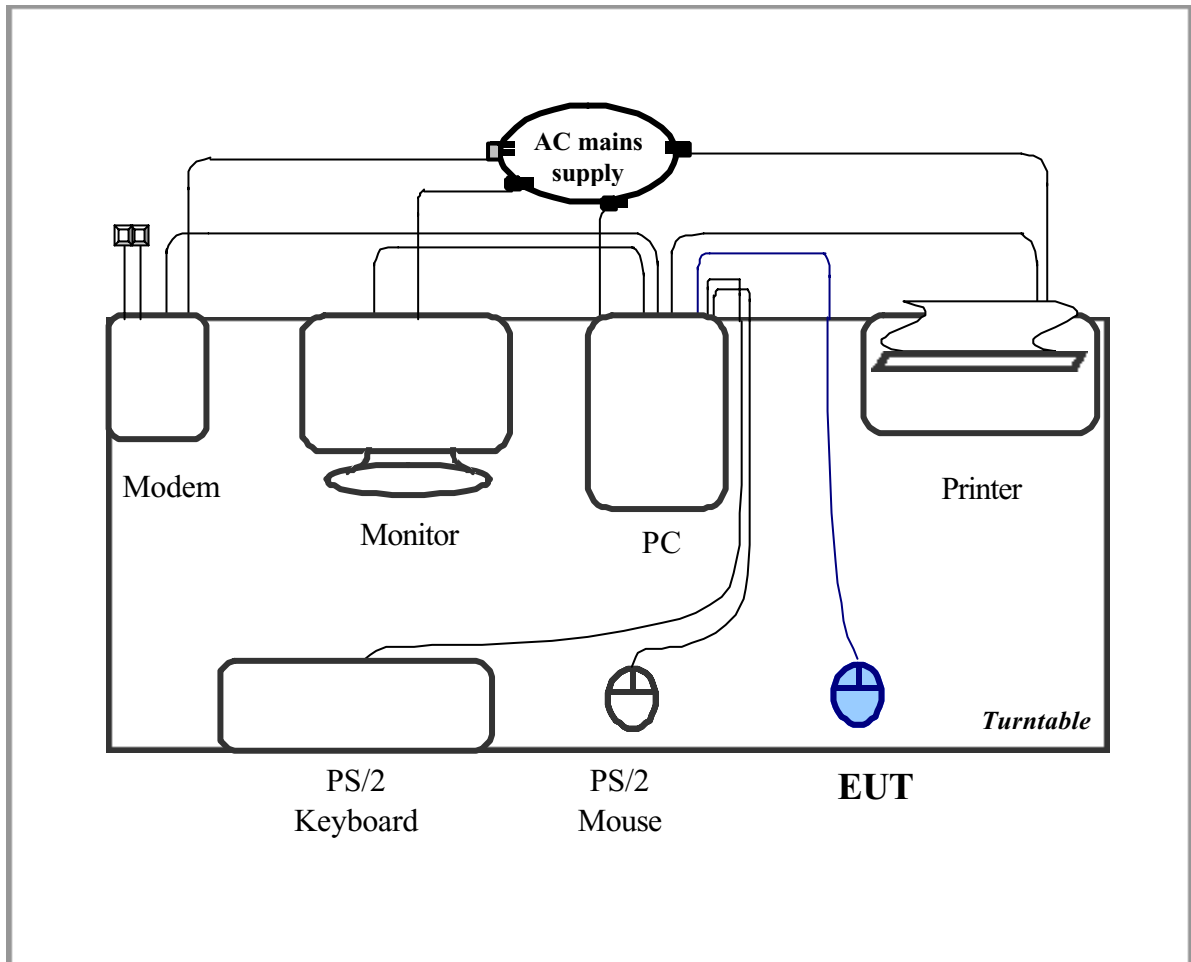 AC mains
supply
Modem
Monitor
PC
Printer
Turntable
PS/2
Keyboard
PS/2
Mouse
EUT